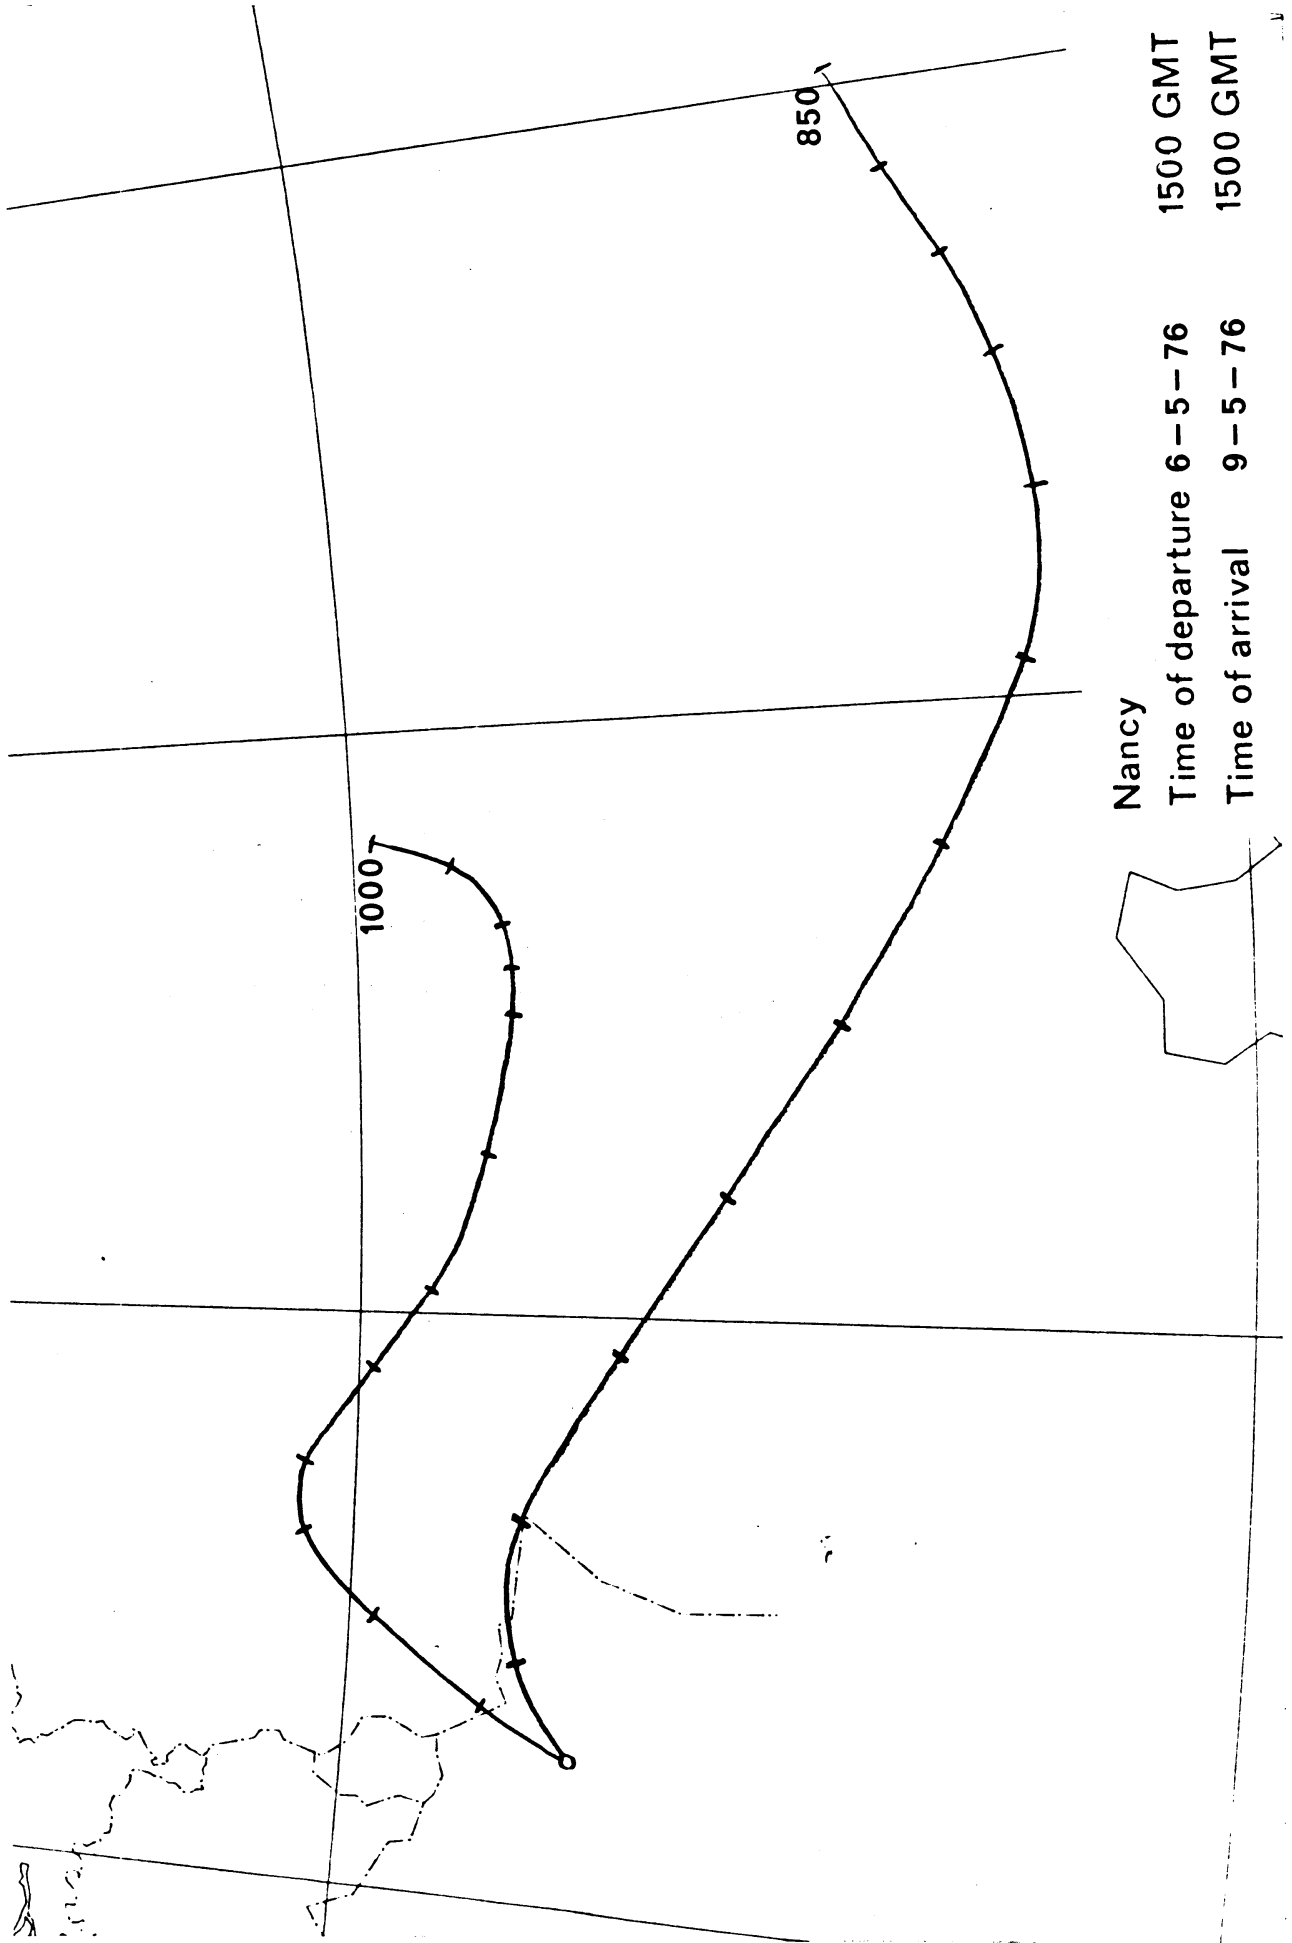 850
1000
Nancy
Time of departure 6–5–76 1500 GMT
Time of arrival 9–5–76 1500 GMT